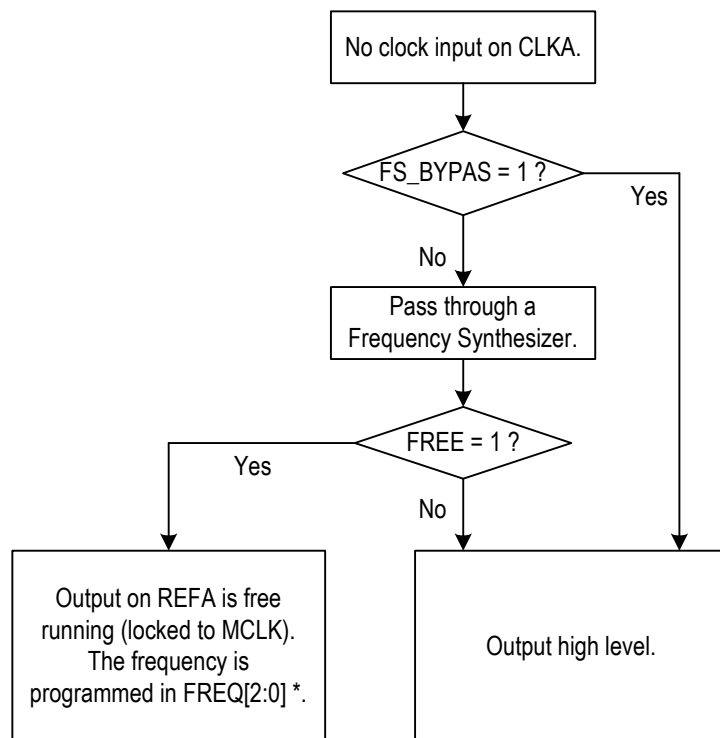 No clock input on CLKA.
FS_BYPAS = 1 ?
Yes
No
Pass through a
Frequency Synthesizer.
FREE = 1 ?
Yes
No
Output on REFA is free
running (locked to MCLK).
The frequency is
programmed in FREQ[2:0] *.
Output high level.